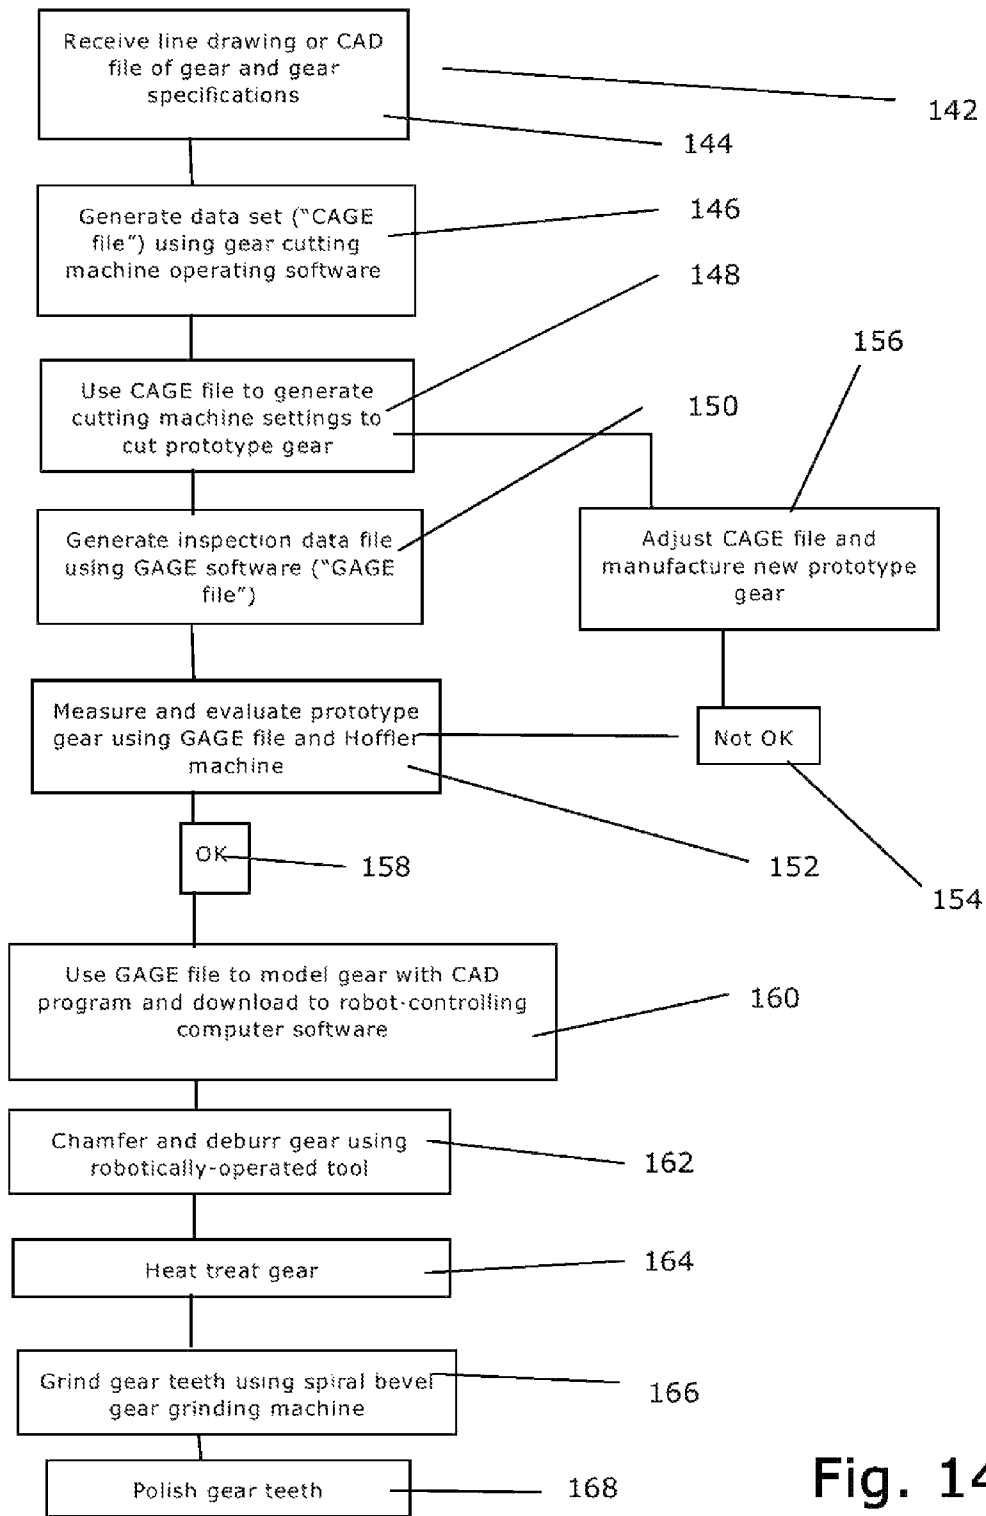 Receive line drawing or CAD
file of gear and gear
specifications
142
144
Generate data set (“CAGE
file”) using gear cutting
machine operating software
146
148
Use CAGE file to generate
cutting machine settings to
cut prototype gear
156
150
Generate inspection data file
using GAGE software (“GAGE
file”)
Adjust CAGE file and
manufacture new prototype
gear
Measure and evaluate prototype
gear using GAGE file and Hoffler
machine
Not OK
OK
158
152
154
Use GAGE file to model gear with CAD
program and download to robot-controlling
computer software
160
Chamfer and deburr gear using
robotically-operated tool
162
Heat treat gear
164
Grind gear teeth using spiral bevel
gear grinding machine
166
Polish gear teeth
168
Fig. 14